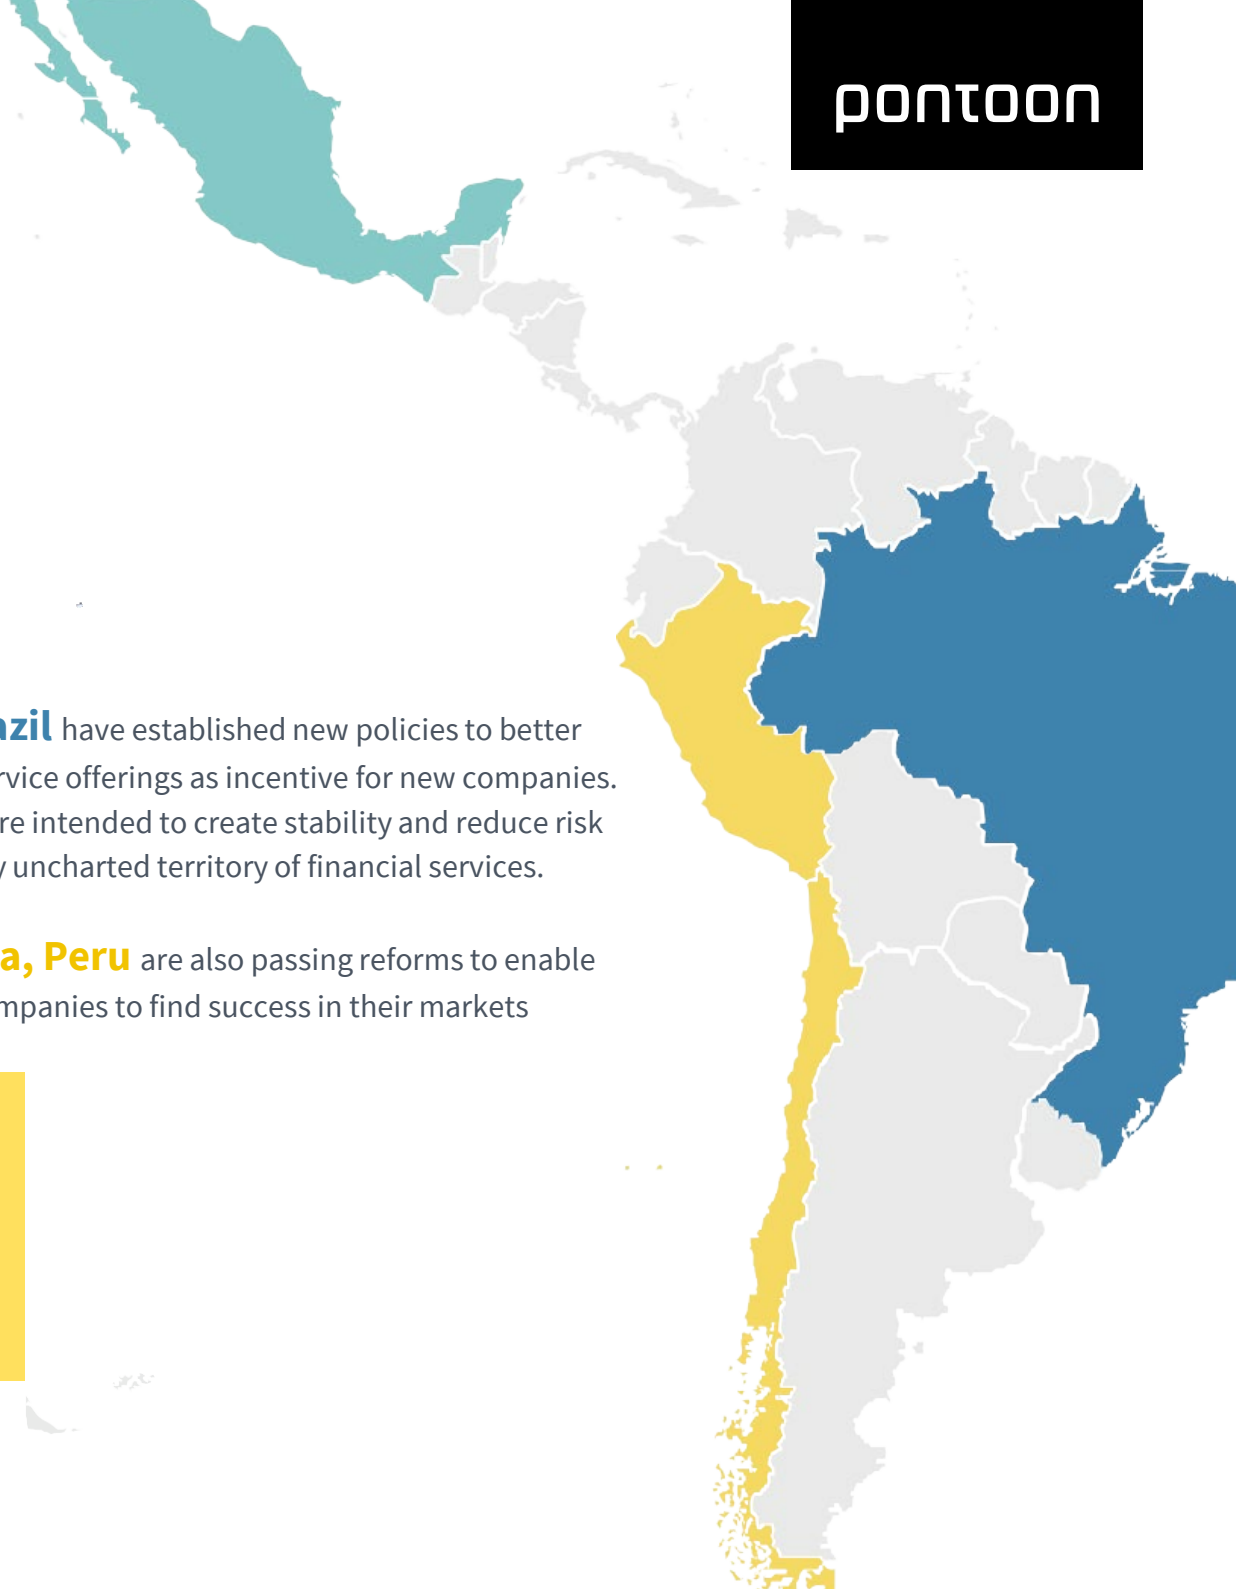 pontoon
azil have established new policies to better
rvice offerings as incentive for new companies.
re intended to create stability and reduce risk
y uncharted territory of financial services.
a, Peru are also passing reforms to enable
mpanies to find success in their markets